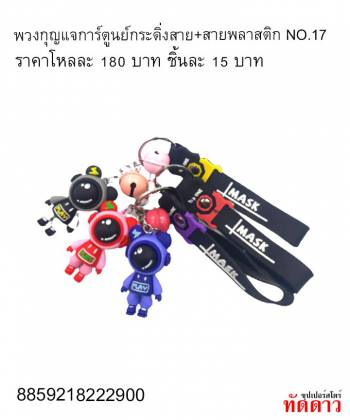 พวงกุญแจการ์ตูนย์กระดิ่งสาย+สายพลาสติก NO.17
ราคาโหลละ 180 บาท ชิ้นละ 15 บาท
MASK
MASK
MASK
PLAY
8859218222900
ซุปเปอร์สโตร์
ทัดดาว